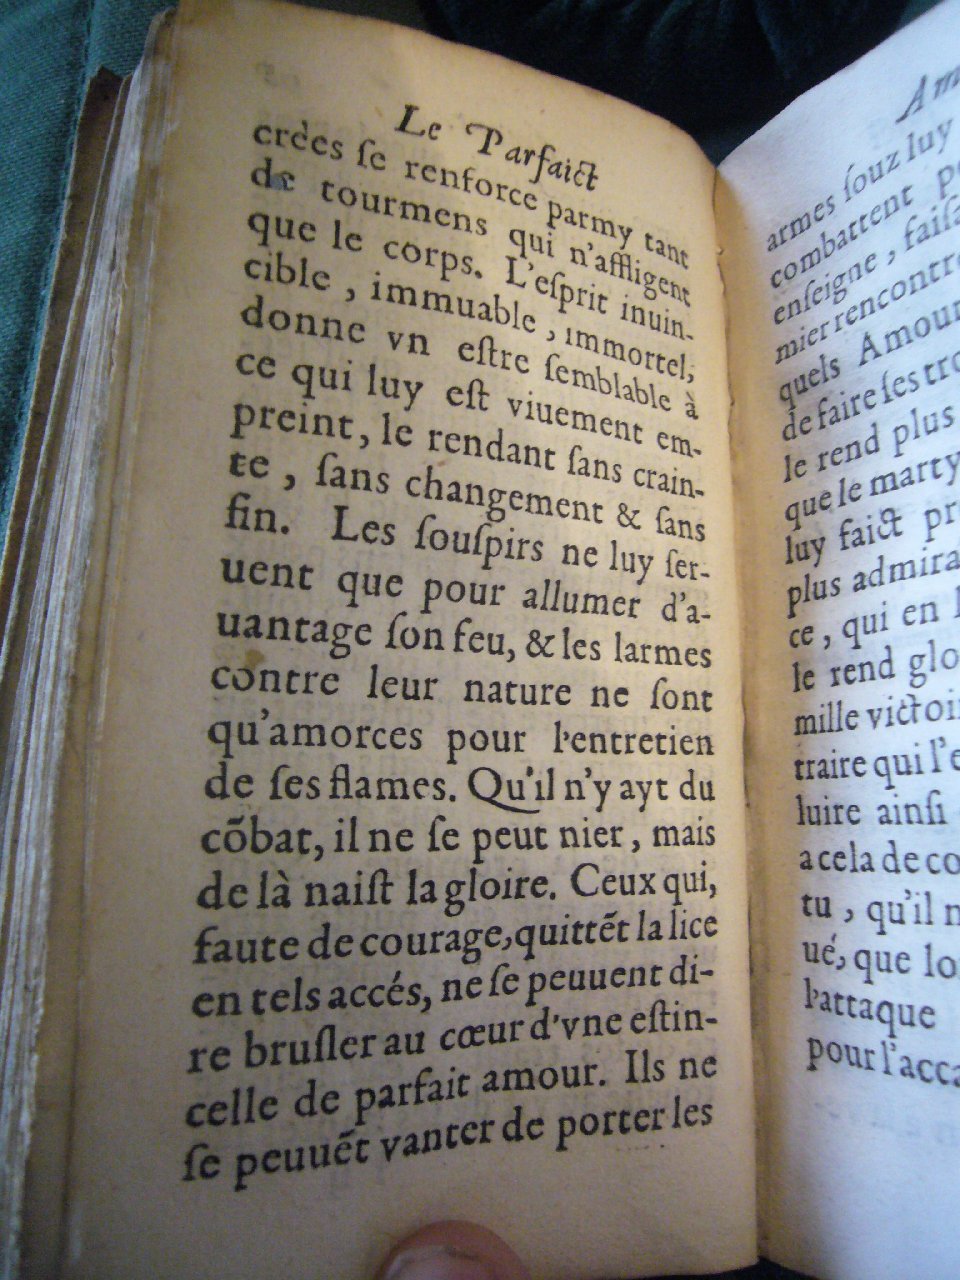 Le Parfaict
crées ſe renforce parmy tant
de tourmens qui n'affligent
que le corps. L'eſprit inuin-
cible, immuable, immortel,
donne vn eſtre ſemblable à
ce qui luy eſt viuement em-
preint, le rendant ſans crain-
te, ſans changement & ſans
fin. Les ſouſpirs ne luy ſer-
uent que pour allumer d'a-
uantage ſon feu, & les larmes
contre leur nature ne ſont
qu'amorces pour l'entretien
de ſes flames. Qu'il n'y ayt du
cõbat, il ne ſe peut nier, mais
de là naiſt la gloire. Ceux qui,
faute de courage, quittẽt la lice
en tels accés, ne ſe peuuent di-
re bruſler au cœur d'vne eſtin-
celle de parfait amour. Ils ne
ſe peuuẽt vanter de porter les
Am
armes ſouz luy
combattent
enſeigne, faiſa
mier rencontr
quels Amour
de faire ſes tro
le rend plus
que le marty
luy faict pr
plus admira
ce, qui en
le rend glo
mille victoi
traire qui l'e
luire ainſi
a cela de co
tu, qu'il n
ué, que lo
l'attaque
pour l'acca